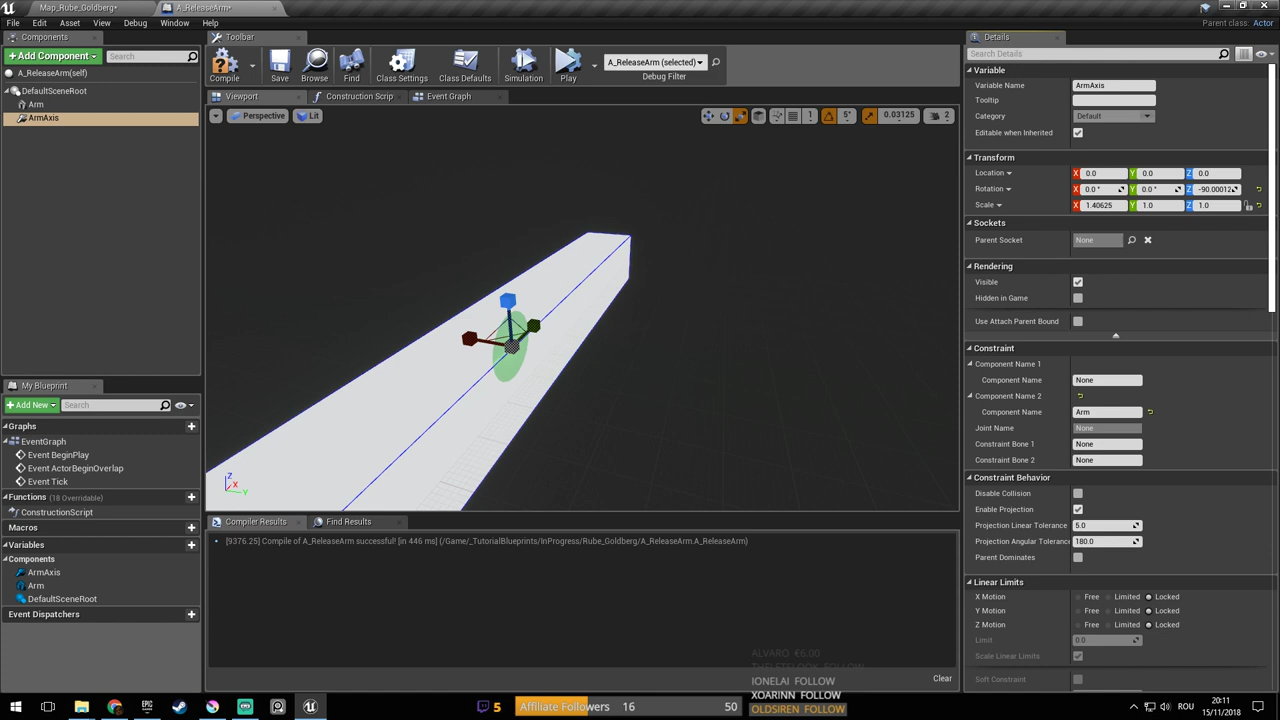 Map_Rube_Goldberg*
A_ReleaseArm*
File Edit Asset View Debug Window Help
Parent class: Actor
Components
Add Component
Search
A_ReleaseArm(self)
DefaultSceneRoot
Arm
ArmAxis
Toolbar
Compile
Save
Browse
Find
Class Settings
Class Defaults
Simulation
Play
A_ReleaseArm (selected)
Debug Filter
Viewport
Construction Scrip
Event Graph
Perspective
Lit
1
5°
0.03125
2
Z
X
Y
My Blueprint
Add New
Search
Graphs
EventGraph
Event BeginPlay
Event ActorBeginOverlap
Event Tick
Functions (18 Overridable)
ConstructionScript
Macros
Variables
Components
ArmAxis
Arm
DefaultSceneRoot
Event Dispatchers
Compiler Results
Find Results
[9376.25] Compile of A_ReleaseArm successful! [in 446 ms] (/Game/_TutorialBlueprints/InProgress/Rube_Goldberg/A_ReleaseArm.A_ReleaseArm)
Clear
Details
Search Details
Variable
Variable Name ArmAxis
Tooltip
Category Default
Editable when Inherited
Transform
Location X 0.0 Y 0.0 Z 0.0
Rotation X 0.0 ° Y 0.0 ° Z -90.00012
Scale X 1.40625 Y 1.0 Z 1.0
Sockets
Parent Socket None
Rendering
Visible
Hidden in Game
Use Attach Parent Bound
Constraint
Component Name 1
Component Name None
Component Name 2
Component Name Arm
Joint Name None
Constraint Bone 1 None
Constraint Bone 2 None
Constraint Behavior
Disable Collision
Enable Projection
Projection Linear Tolerance 5.0
Projection Angular Tolerance 180.0
Parent Dominates
Linear Limits
X Motion Free Limited Locked
Y Motion Free Limited Locked
Z Motion Free Limited Locked
Limit 0.0
Scale Linear Limits
Soft Constraint
ALVARO €6.00
IONELAI FOLLOW
XOARINN FOLLOW
OLDSIREN FOLLOW
5
Affiliate Followers 16 50
ROU
20:11
15/11/2018